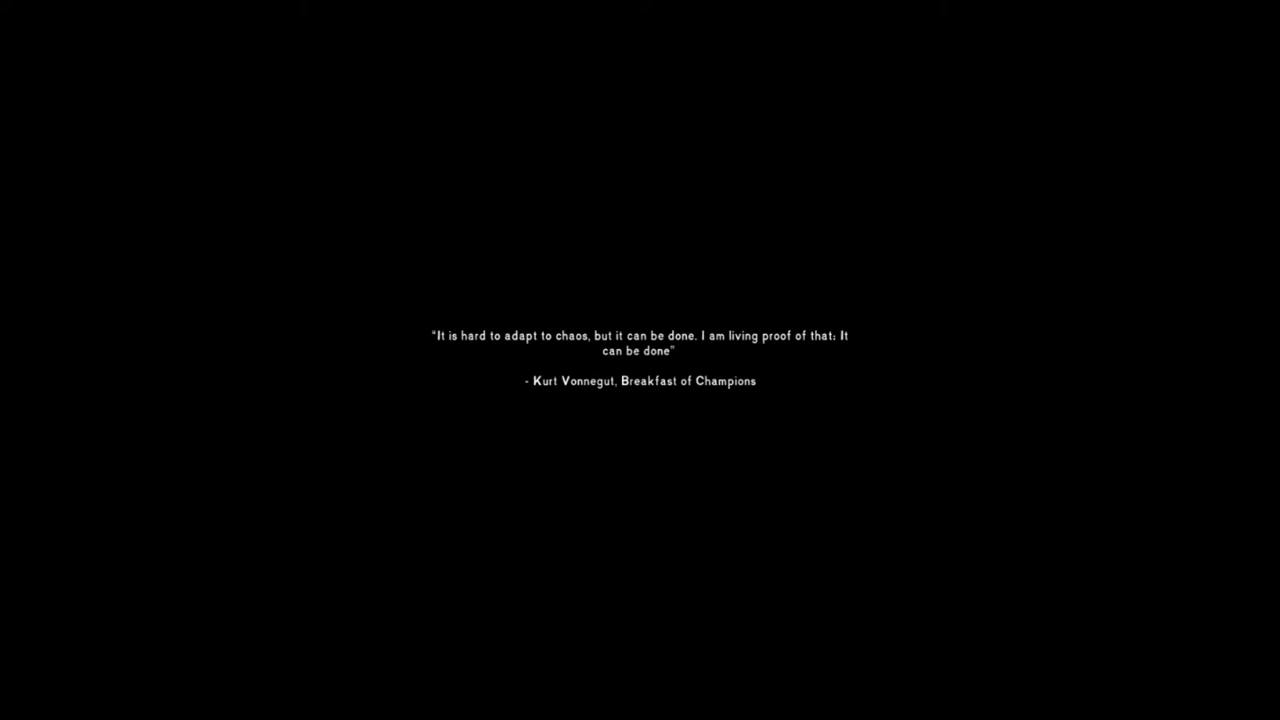 “It is hard to adapt to chaos, but it can be done. I am living proof of that: It
can be done”
- Kurt Vonnegut, Breakfast of Champions